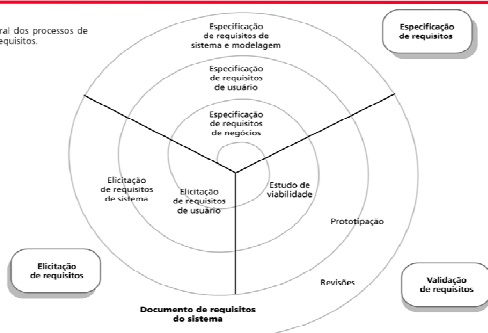 ral dos processos de
equisitos.
Especificação
de requisitos de
sistema e modelagem
Especificação
de requisitos
Especificação
de requisitos
de usuário
Especificação
de requisitos
de negócios
Elicitação
de requisitos
de sistema
Elicitação
de requisitos
de usuário
Estudo de
viabilidade
Prototipação
Elicitação
de requisitos
Revisões
Validação
de requisitos
Documento de requisitos
do sistema